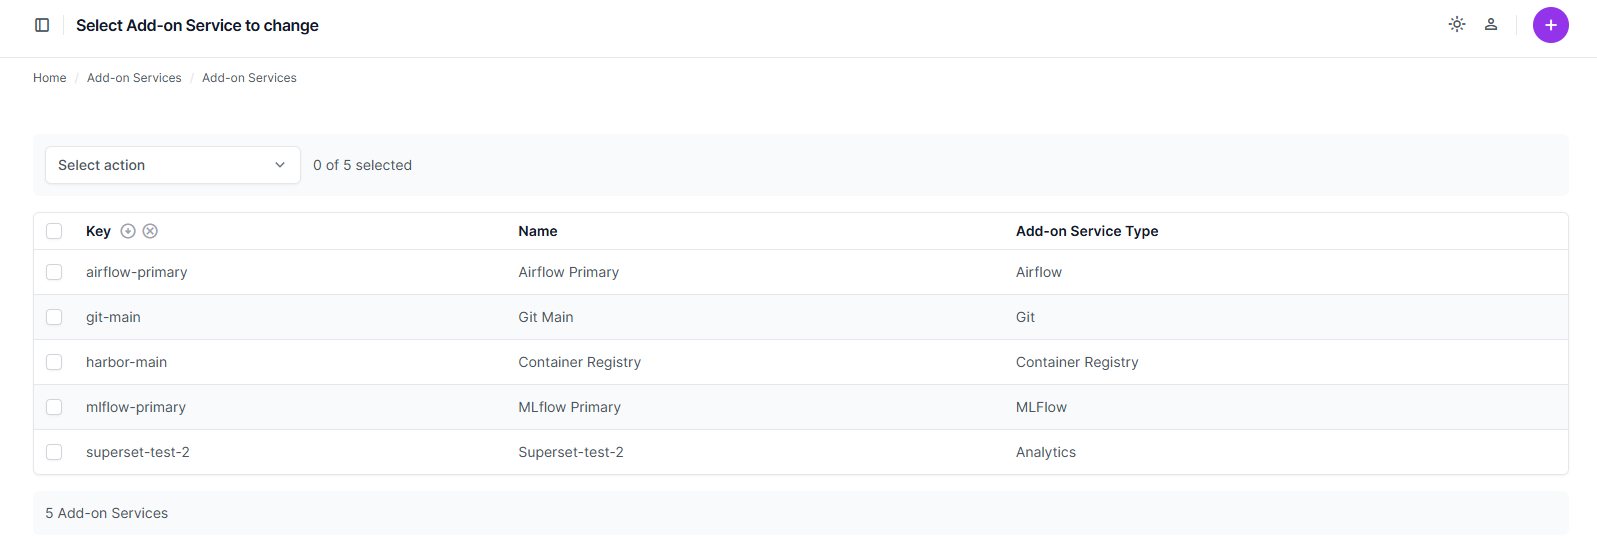 Select Add-on Service to change
Home / Add-on Services / Add-on Services
Select action 0 of 5 selected
Key Name Add-on Service Type
airflow-primary Airflow Primary Airflow
git-main Git Main Git
harbor-main Container Registry Container Registry
mlflow-primary MLflow Primary MLFlow
superset-test-2 Superset-test-2 Analytics
5 Add-on Services